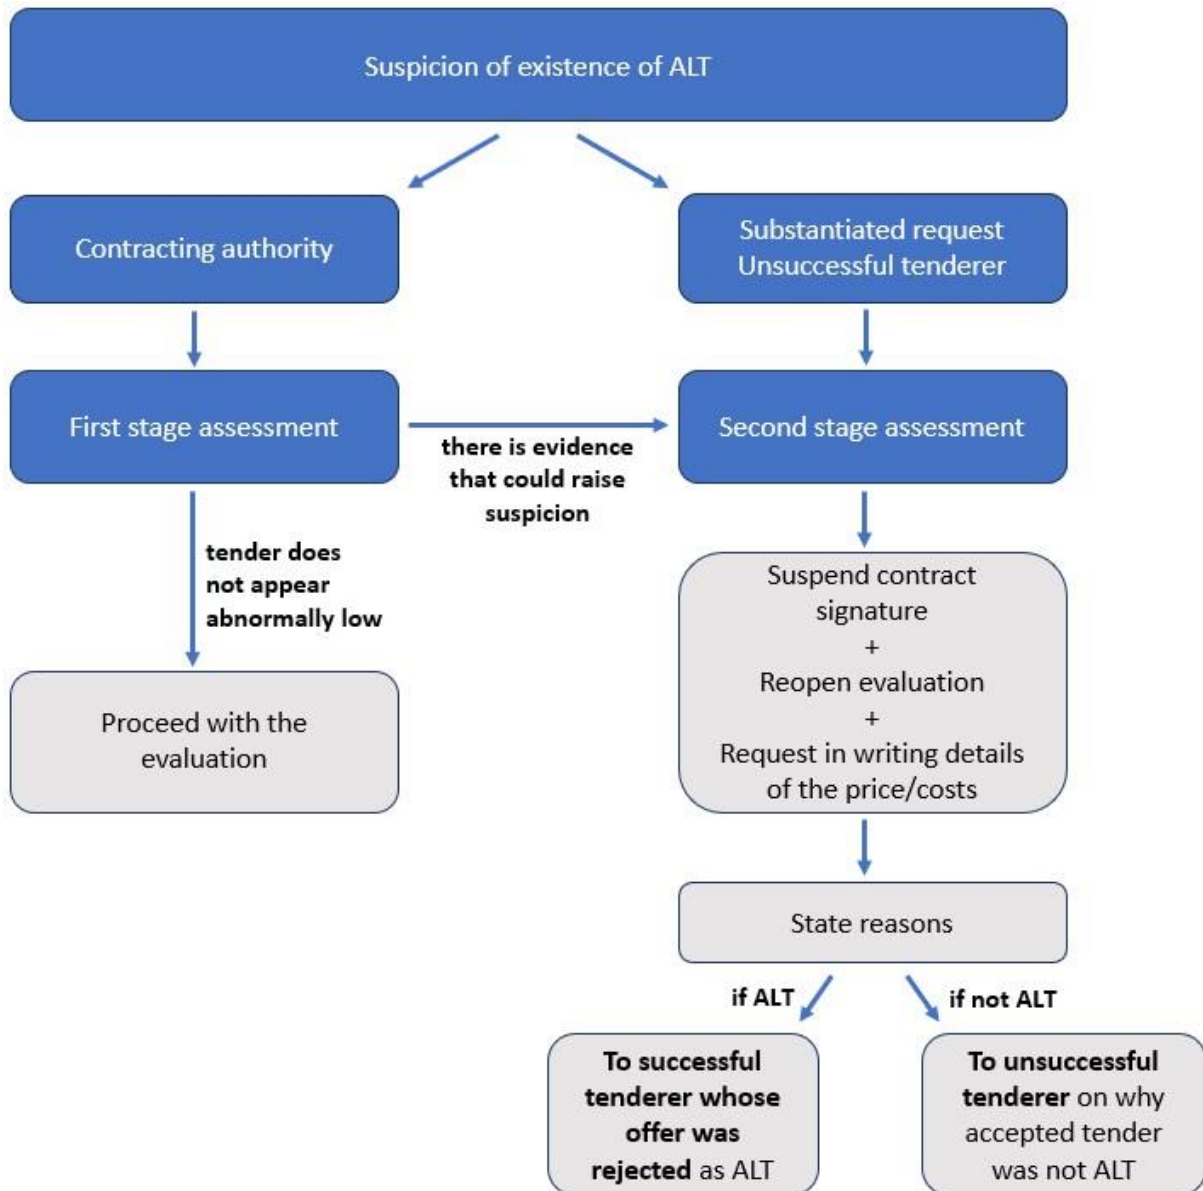 Suspicion of existence of ALT
Contracting authority
Substantiated request
Unsuccessful tenderer
First stage assessment
there is evidence
that could raise
suspicion
Second stage assessment
tender does
not appear
abnormally low
Proceed with the
evaluation
Suspend contract
signature
+
Reopen evaluation
+
Request in writing details
of the price/costs
State reasons
if ALT
if not ALT
To successful
tenderer whose
offer was
rejected as ALT
To unsuccessful
tenderer on why
accepted tender
was not ALT